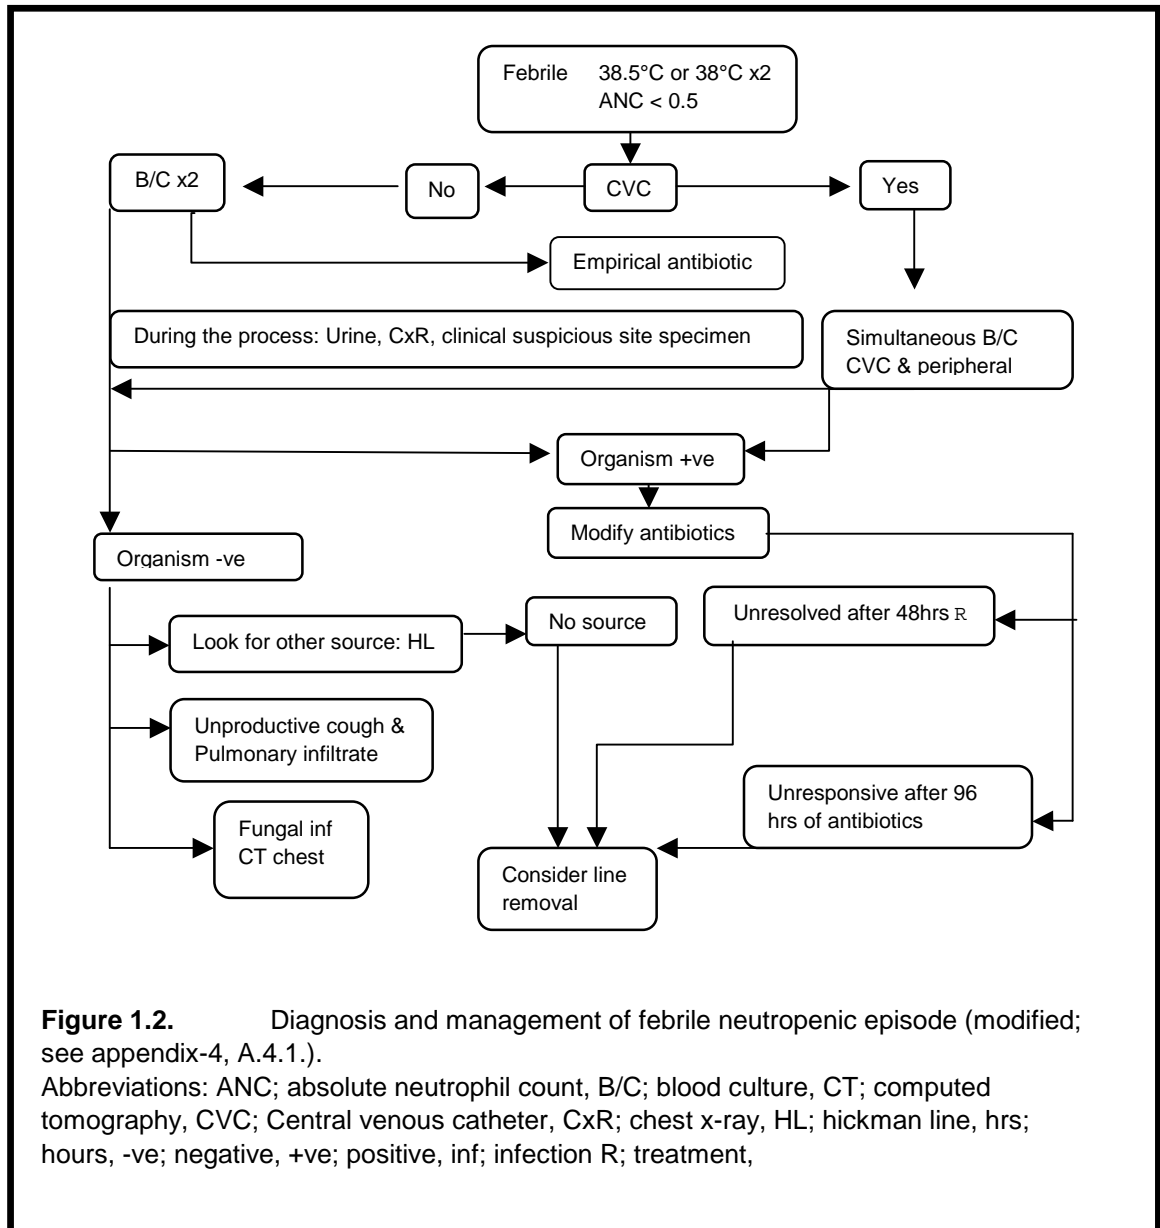 Febrile 38.5°C or 38°C x2
ANC < 0.5
B/C x2
No
CVC
Yes
Empirical antibiotic
During the process: Urine, CxR, clinical suspicious site specimen
Simultaneous B/C
CVC & peripheral
Organism +ve
Modify antibiotics
Organism -ve
Look for other source: HL
No source
Unresolved after 48hrs R
Unproductive cough &
Pulmonary infiltrate
Unresponsive after 96
hrs of antibiotics
Fungal inf
CT chest
Consider line
removal
Figure 1.2. Diagnosis and management of febrile neutropenic episode (modified;
see appendix-4, A.4.1.).
Abbreviations: ANC; absolute neutrophil count, B/C; blood culture, CT; computed
tomography, CVC; Central venous catheter, CxR; chest x-ray, HL; hickman line, hrs;
hours, -ve; negative, +ve; positive, inf; infection R; treatment,